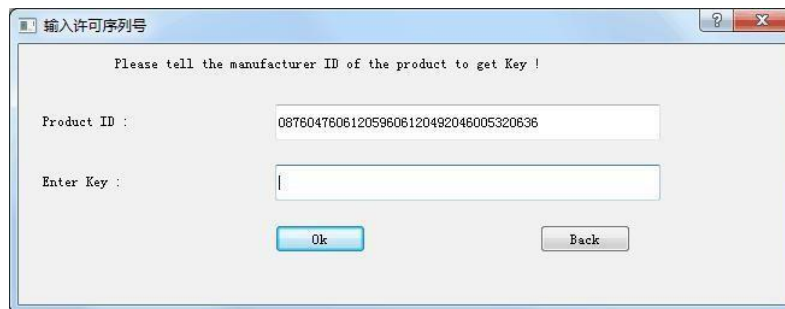 输入许可序列号
Please tell the manufacturer ID of the product to get Key !
Product ID :
087604760612059606120492046005320636
Enter Key :
Ok
Back